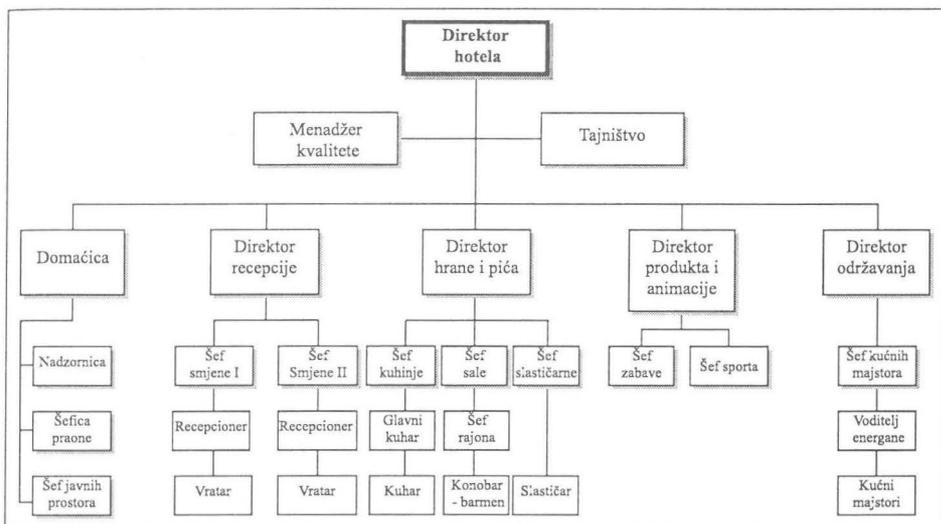 Direktor
hotela
Menadžer
kvalitete
Tajništvo
Domaćica
Direktor
recepcije
Direktor
hrane i pića
Direktor
produkta i
animacije
Direktor
održavanja
Nadzornica
Šef
smjene I
Šef
Smjene II
Šef
kuhinje
Šef
sale
Šef
slastičarne
Šef
zabave
Šef sporta
Šef kućnih
majstora
Šefica
praone
Recepcioner
Recepcioner
Glavni
kuhar
Šef
rajona
Voditelj
energane
Šef javnih
prostora
Vratar
Vratar
Kuhar
Konobar
- barmen
Slastičar
Kućni
majstori